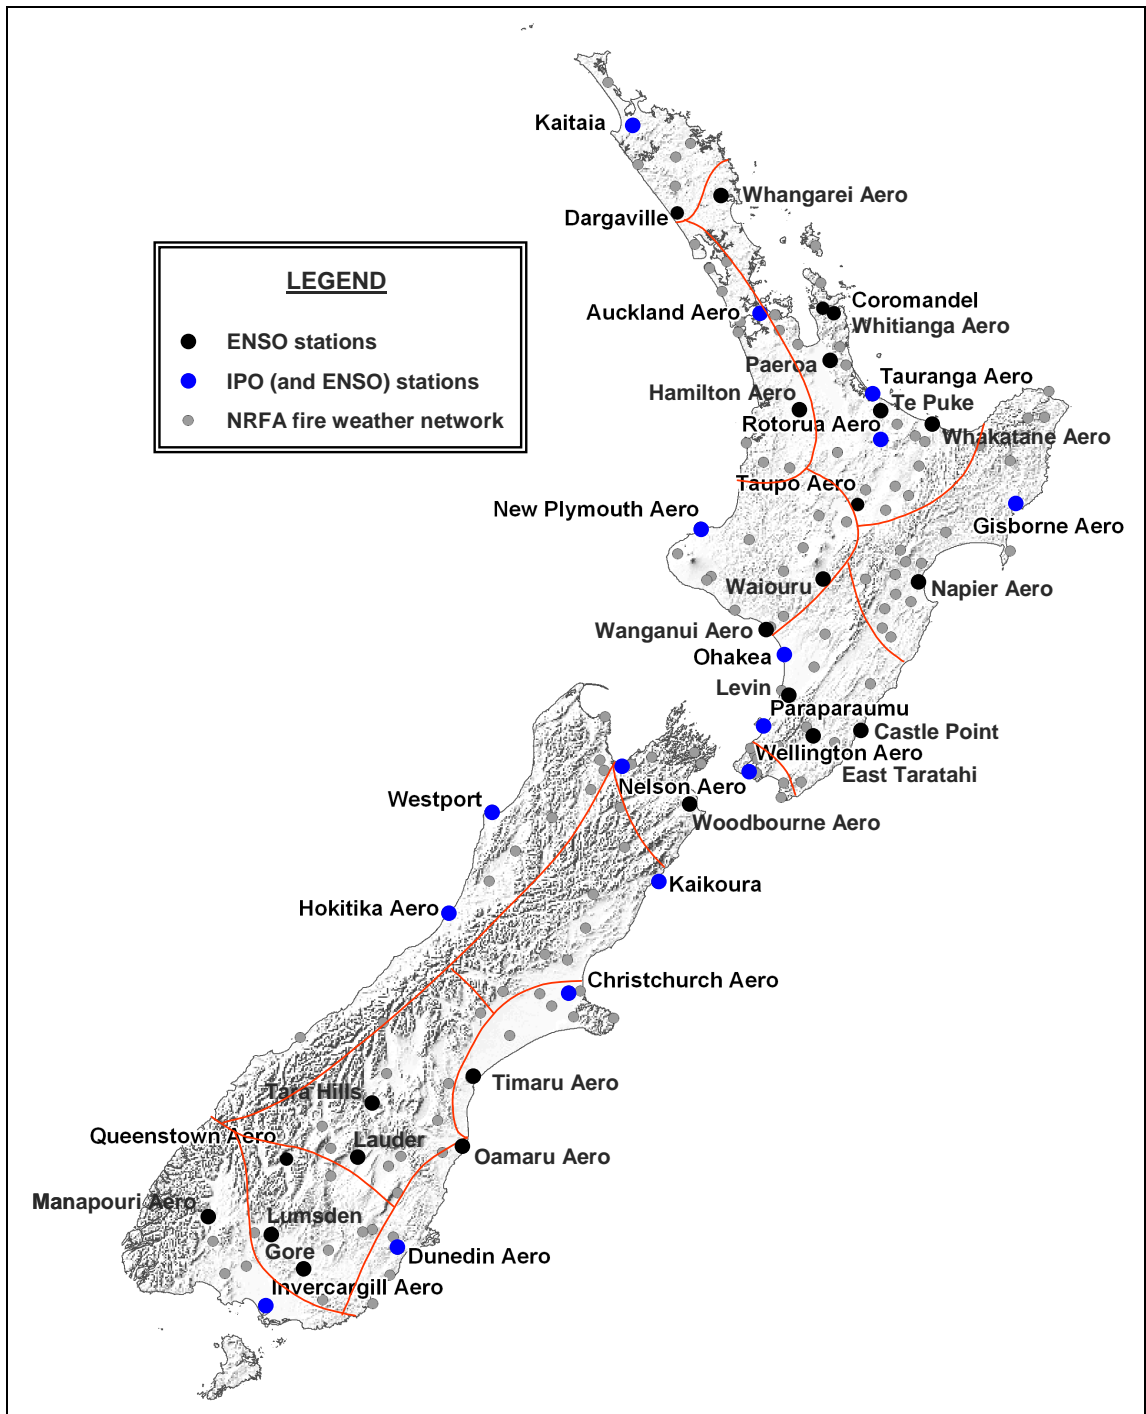 Kaitaia
Whangarei Aero
Dargaville
LEGEND
ENSO stations
IPO (and ENSO) stations
NRFA fire weather network
Auckland Aero
Coromandel
Whitianga Aero
Paeroa
Tauranga Aero
Hamilton Aero
Te Puke
Rotorua Aero
Whakatane Aero
Taupo Aero
New Plymouth Aero
Gisborne Aero
Waiouru
Napier Aero
Wanganui Aero
Ohakea
Levin
Paraparaumu
Castle Point
Wellington Aero
East Taratahi
Nelson Aero
Westport
Woodbourne Aero
Kaikoura
Hokitika Aero
Christchurch Aero
Timaru Aero
Tara Hills
Queenstown Aero
Lauder
Oamaru Aero
Manapouri Aero
Lumsden
Gore
Dunedin Aero
Invercargill Aero